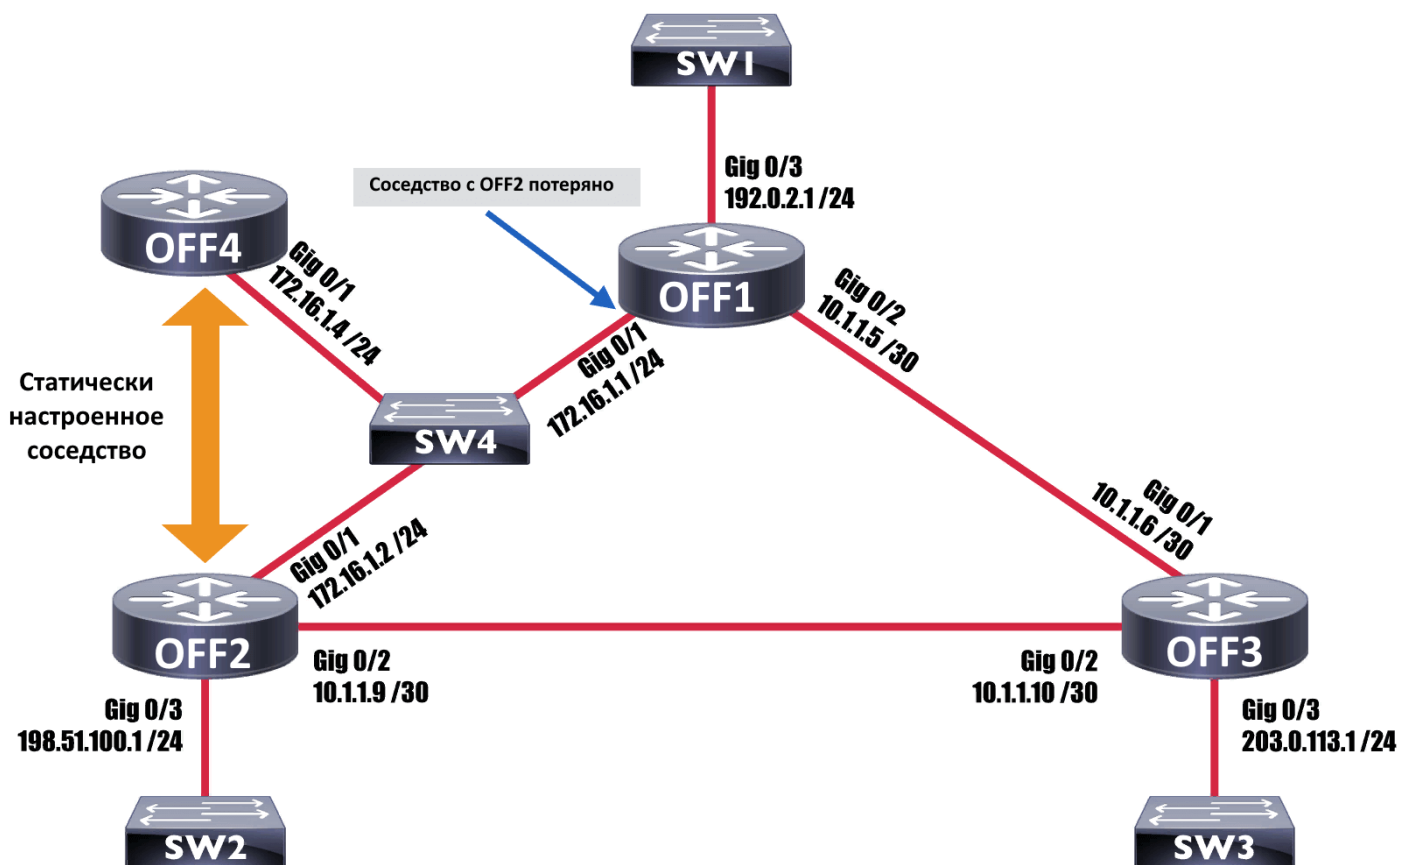 SW1
Gig 0/3
192.0.2.1 /24
Соседство с OFF2 потеряно
OFF4
OFF1
Gig 0/1
172.16.1.4 /24
Gig 0/2
10.1.1.5 /30
Gig 0/1
172.16.1.1 /24
Статически
настроенное
соседство
SW4
Gig 0/1
10.1.1.6 /30
Gig 0/1
172.16.1.2 /24
OFF2
OFF3
Gig 0/2
10.1.1.9 /30
Gig 0/2
10.1.1.10 /30
Gig 0/3
198.51.100.1 /24
Gig 0/3
203.0.113.1 /24
SW2
SW3